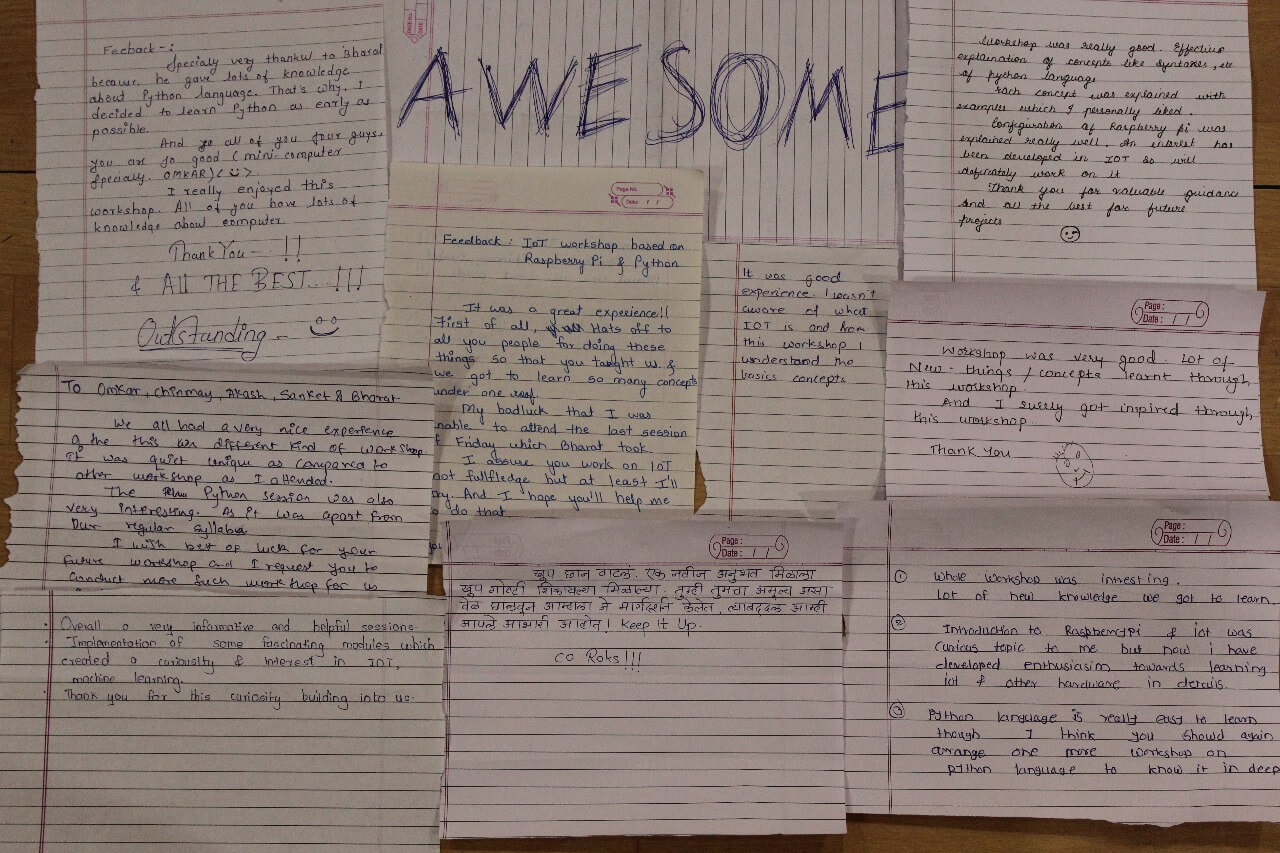 Feeback-:
Specialy very thankw to Bharat
because he gave lots of knowledge
about Python language. That's why. I
decided to learn Python as early as
possible.
And all of you four guys,
you are so good (mini computer
Specialy. OMKAR) <☺>.
I really enjoyed this
workshop. All of you have lots of
knowledge about computer.
Thank You- !!
& ALL THE BEST...!!!
Outstanding- ☺
AWESOME
Workshop was really good. Effective
explaination of concepts like syntaxes, etc
of python language
Each concept was explained with
examples which I personally liked.
Configuration of Raspberry pi was
explained really well. An interest has
been developed in IOT so will
definately work on it
Thank you for valuable guidance
And all the best for future
projects
Page No.
Date: / /
Feedback: IoT workshop based on
Raspberry Pi & Python
It was a great experience!!
First of all, Hats off to
all you people for doing these
things so that you taught us &
we got to learn so many concepts
under one roof
My badluck that I was
nable to attend the last session
f Friday which Bharat took.
I assure you work on IoT
not fullfledge but at least I'll
ay. And I hope you'll help me
o do that
It was good
experience. I wasn't
aware of what
IOT is and from
this workshop I
understand the
basics concepts
Page:
Date: / /
Workshop was very good. Lot of
New things / concepts learnt through
this workshop.
And I surely got inspired through
this workshop.
Thank You
To Omkar, Chinmay, Akash, Sanket & Bharat
We all had a very nice experience
the this was different kind of workshop
It was quiet unique as compared to
other workshop as I attended.
The Python session was also
very interesting. As it was apart from
Our regular syllabus
I wish best of luck for your
future workshop and I request you to
conduct more such workshop for us
. Overall a very informative and helpful sessions.
. Implementation of some fascinating modules which
created a curiosity & interest in IOT,
machine learning.
. Thank you for this curiosity building into us.
Page:
Date: / /
खुप छान वाटलं. एक नवीन अनुभव मिळाला
खुप गोष्टी शिकायला मिळाल्या. तुम्ही तुमचा अमुल्य असा
वेळ घालवून आम्हाला जे मार्गदर्शन केलेत, त्याबद्दल आम्ही
आपले आभारी आहोत! Keep it Up.
CO Roks!!!
Page:
Date: / /
① Whole workshop was intresting.
lot of new knowledge we got to learn
② Introduction to RaspberryPi & iot was
curious topic to me but now i have
developed enthusiasim towards learning
iot & other hardware in details.
③ Python language is really easy to learn
though I think you should again
arrange one more workshop on
python language to know it in deep